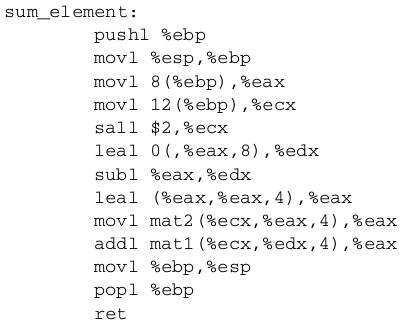 sum_element:
pushl %ebp
movl %esp,%ebp
movl 8(%ebp),%eax
movl 12(%ebp),%ecx
sall $2,%ecx
leal 0(,%eax,8),%edx
subl %eax,%edx
leal (%eax,%eax,4),%eax
movl mat2(%ecx,%eax,4),%eax
addl mat1(%ecx,%edx,4),%eax
movl %ebp,%esp
popl %ebp
ret